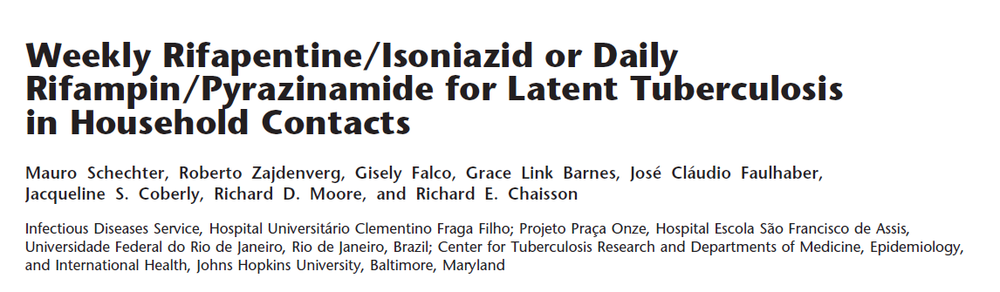 Weekly Rifapentine/Isoniazid or Daily
Rifampin/Pyrazinamide for Latent Tuberculosis
in Household Contacts
Mauro Schechter, Roberto Zajdenverg, Gisely Falco, Grace Link Barnes, José Cláudio Faulhaber,
Jacqueline S. Coberly, Richard D. Moore, and Richard E. Chaisson
Infectious Diseases Service, Hospital Universitário Clementino Fraga Filho; Projeto Praça Onze, Hospital Escola São Francisco de Assis,
Universidade Federal do Rio de Janeiro, Rio de Janeiro, Brazil; Center for Tuberculosis Research and Departments of Medicine, Epidemiology,
and International Health, Johns Hopkins University, Baltimore, Maryland